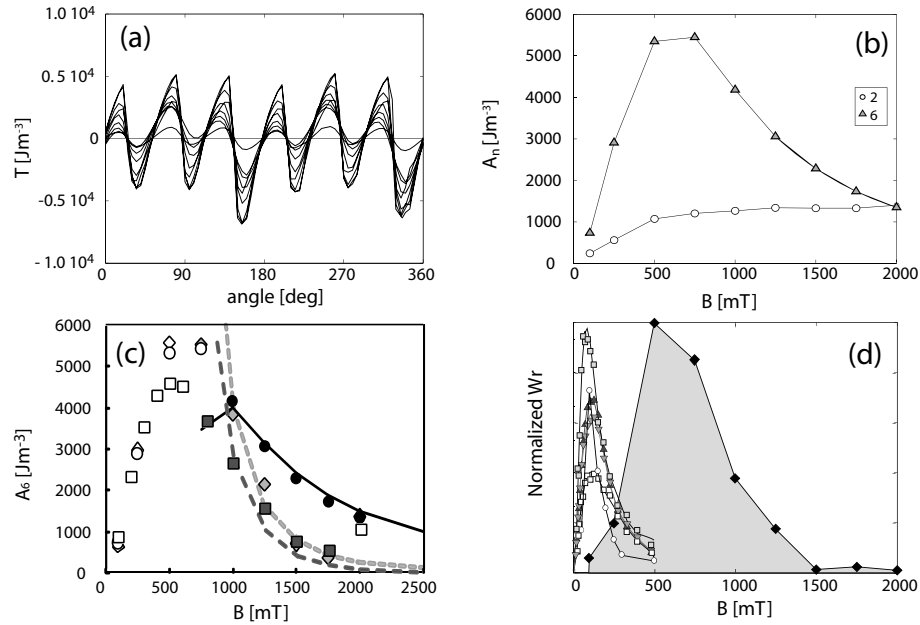 (a)
1.0 10⁴
0.5 10⁴
0
-0.5 10⁴
- 1.0 10⁴
T [Jm⁻³]
0 90 180 270 360
angle [deg]
(b)
6000
5000
4000
3000
2000
1000
0
Aₙ [Jm⁻³]
2
6
0 500 1000 1500 2000
B [mT]
(c)
6000
5000
4000
3000
2000
1000
0
A₆ [Jm⁻³]
0 500 1000 1500 2000 2500
B [mT]
(d)
Normalized Wr
0 500 1000 1500 2000
B [mT]